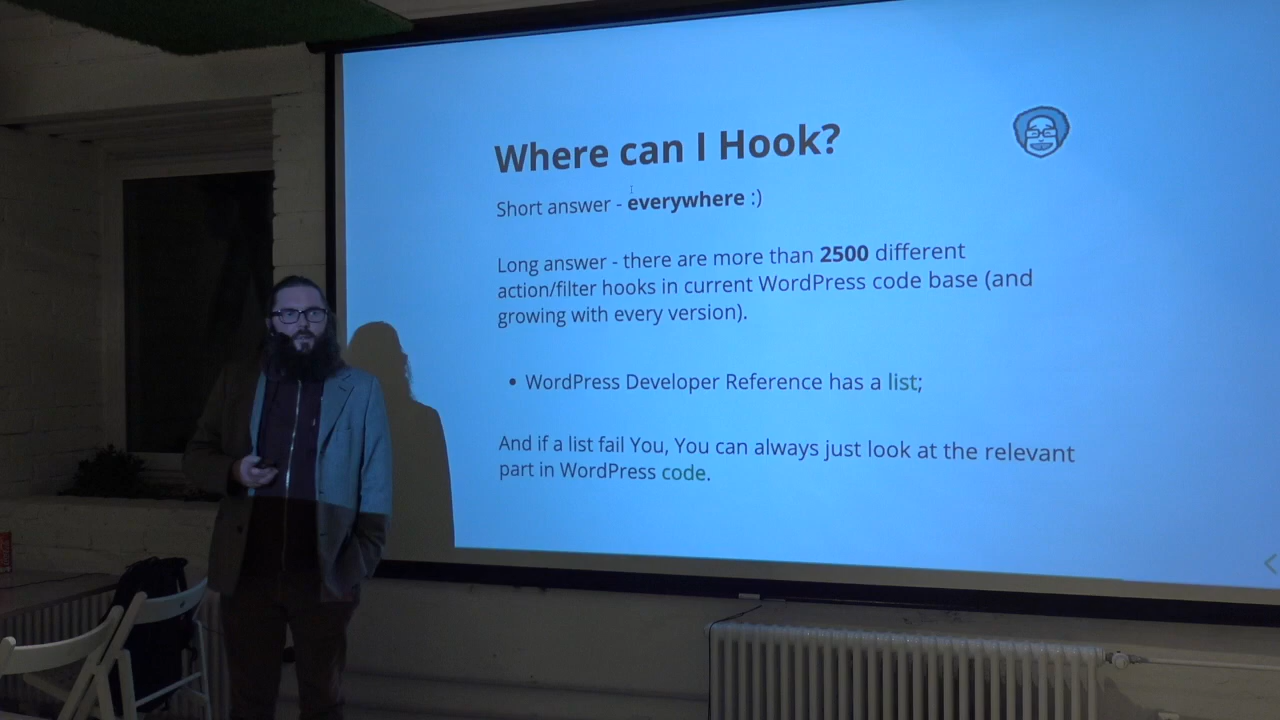 Where can I Hook?
Short answer - everywhere :)
Long answer - there are more than 2500 different
action/filter hooks in current WordPress code base (and
growing with every version).
• WordPress Developer Reference has a list;
And if a list fail You, You can always just look at the relevant
part in WordPress code.